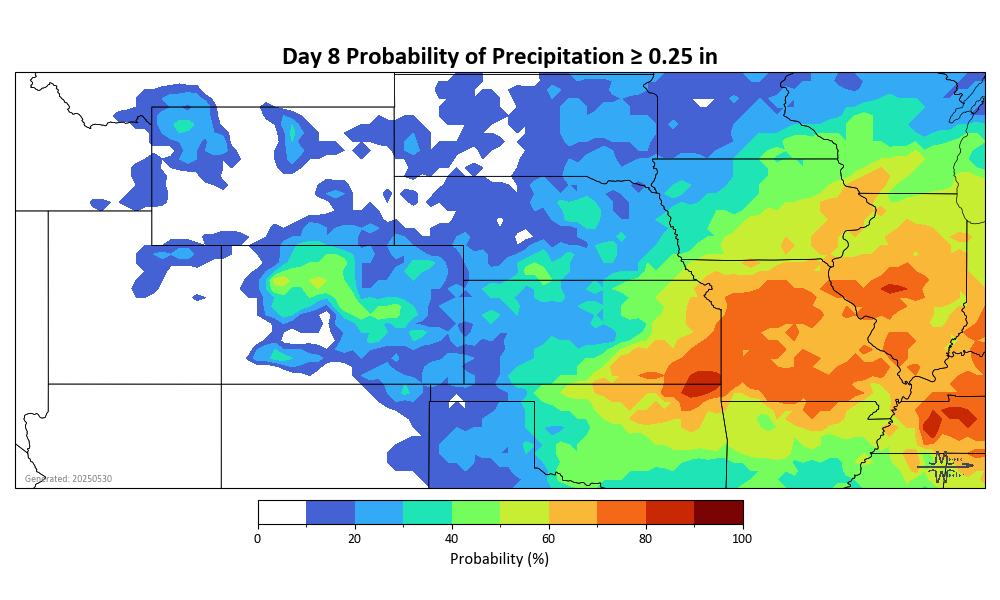 Day 8 Probability of Precipitation ≥ 0.25 in
Generated: 20250530
0 20 40 60 80 100
Probability (%)